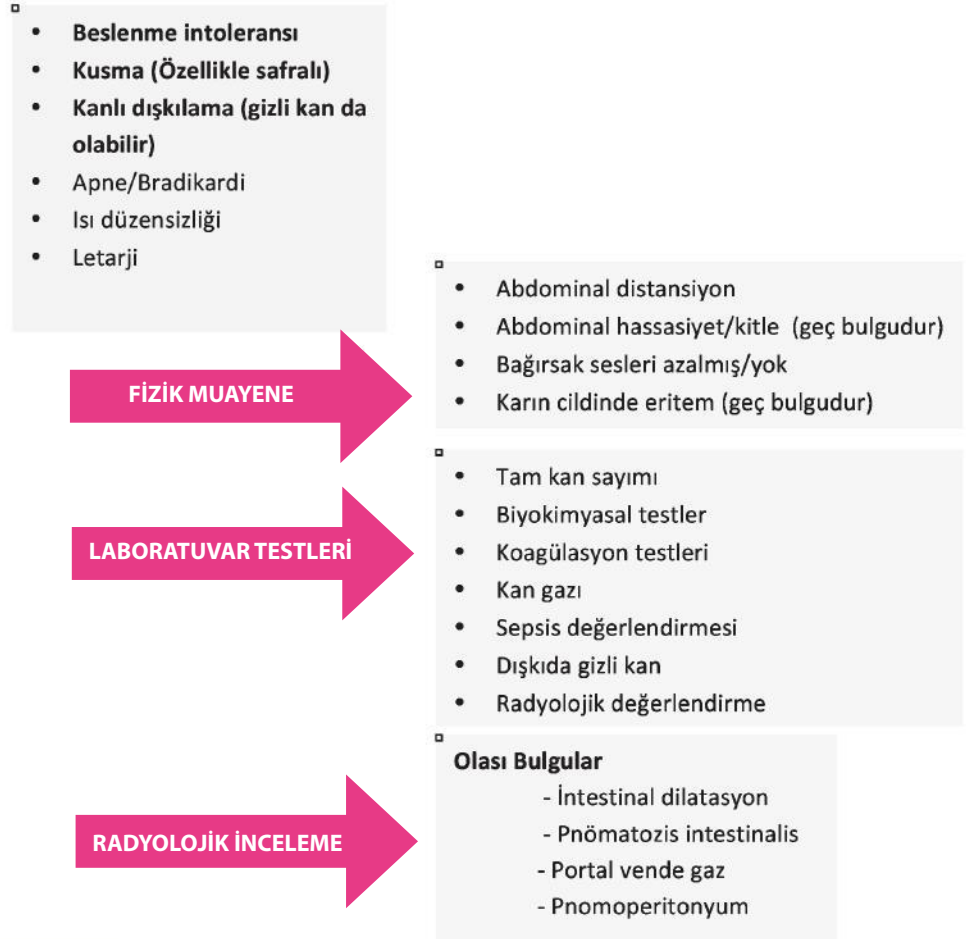 • Beslenme intoleransı
• Kusma (Özellikle safralı)
• Kanlı dışkılama (gizli kan da
olabilir)
• Apne/Bradikardi
• Isı düzensizliği
• Letarji
FİZİK MUAYENE
• Abdominal distansiyon
• Abdominal hassasiyet/kitle (geç bulgudur)
• Bağırsak sesleri azalmış/yok
• Karın cildinde eritem (geç bulgudur)
LABORATUVAR TESTLERİ
• Tam kan sayımı
• Biyokimyasal testler
• Koagülasyon testleri
• Kan gazı
• Sepsis değerlendirmesi
• Dışkıda gizli kan
• Radyolojik değerlendirme
RADYOLOJİK İNCELEME
Olası Bulgular
- İntestinal dilatasyon
- Pnömatozis intestinalis
- Portal vende gaz
- Pnomoperitonyum